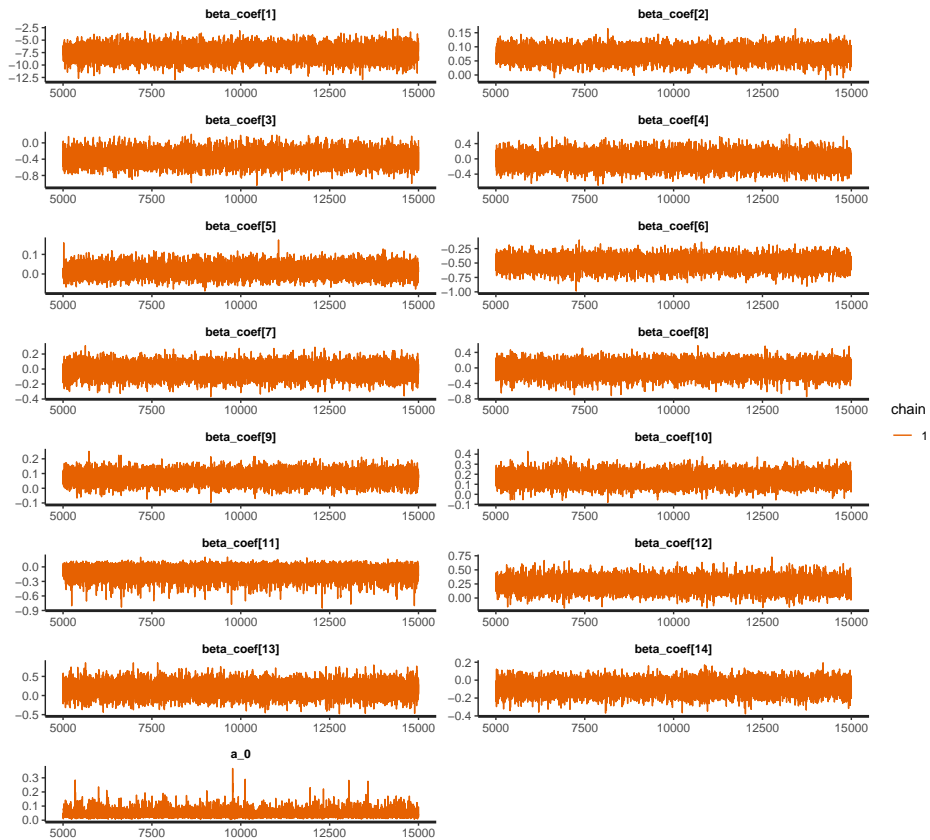 beta_coef[1] beta_coef[2]
−2.5
−5.0
−7.5
−10.0
−12.5
5000 7500 10000 12500 15000
0.15
0.10
0.05
0.00
5000 7500 10000 12500 15000
beta_coef[3] beta_coef[4]
0.0
−0.4
−0.8
5000 7500 10000 12500 15000
0.4
0.0
−0.4
5000 7500 10000 12500 15000
beta_coef[5] beta_coef[6]
0.1
0.0
5000 7500 10000 12500 15000
−0.25
−0.50
−0.75
−1.00
5000 7500 10000 12500 15000
beta_coef[7] beta_coef[8]
0.2
0.0
−0.2
−0.4
5000 7500 10000 12500 15000
0.4
0.0
−0.4
−0.8
5000 7500 10000 12500 15000
chain
1
beta_coef[9] beta_coef[10]
0.2
0.1
0.0
−0.1
5000 7500 10000 12500 15000
0.4
0.3
0.2
0.1
0.0
−0.1
5000 7500 10000 12500 15000
beta_coef[11] beta_coef[12]
0.0
−0.3
−0.6
−0.9
5000 7500 10000 12500 15000
0.75
0.50
0.25
0.00
5000 7500 10000 12500 15000
beta_coef[13] beta_coef[14]
0.5
0.0
−0.5
5000 7500 10000 12500 15000
0.2
0.0
−0.2
−0.4
5000 7500 10000 12500 15000
a_0
0.3
0.2
0.1
0.0
5000 7500 10000 12500 15000